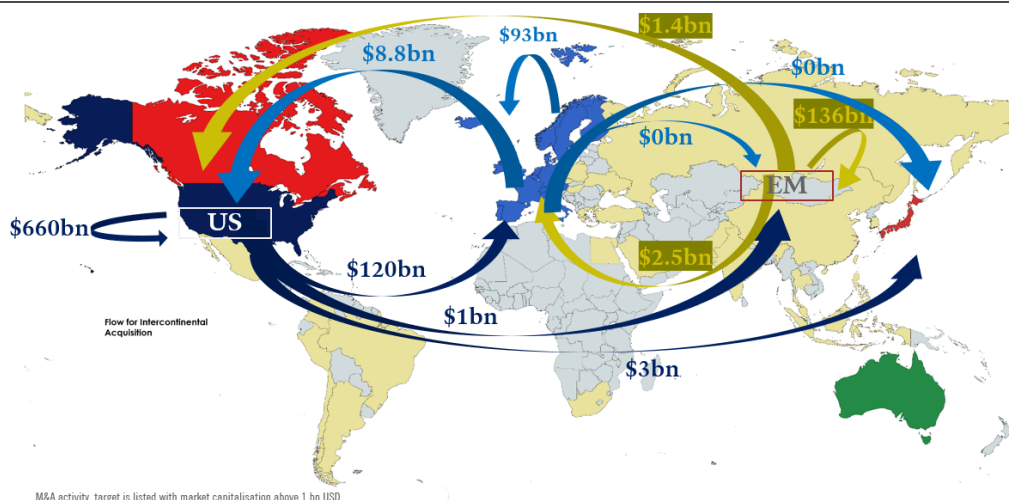 $1.4bn
$93bn
$8.8bn
$0bn
$136bn
$0bn
EM
US
$660bn
$2.5bn
$120bn
$1bn
Flow for Intercontinental
Acquisition
$3bn
M&A activity, target is listed with market capitalisation above 1 bn USD